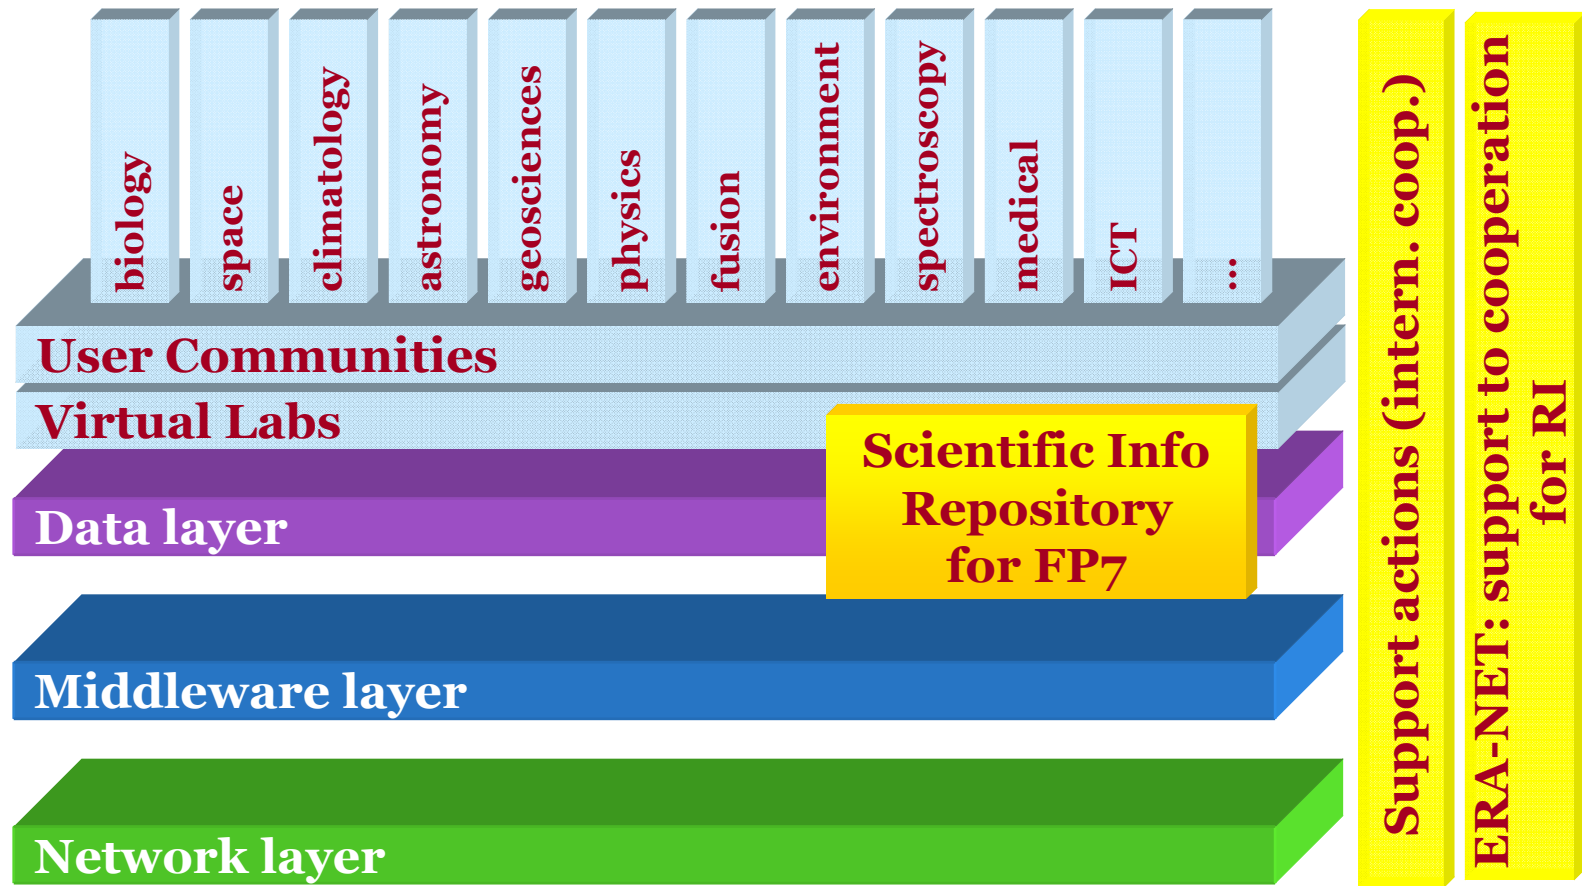 biology
space
climatology
astronomy
geosciences
physics
fusion
environment
spectroscopy
medical
ICT
...
User Communities
Virtual Labs
Scientific Info
Repository
for FP7
Data layer
Middleware layer
Network layer
Support actions (intern. coop.)
ERA-NET: support to cooperation
for RI